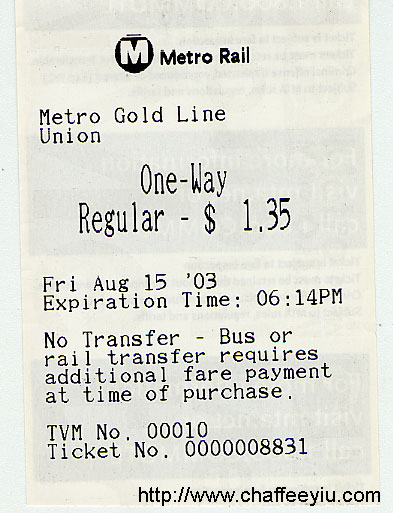 M Metro Rail
Metro Gold Line
Union
One-Way
Regular - $ 1.35
Fri Aug 15 '03
Expiration Time: 06:14PM
No Transfer - Bus or
rail transfer requires
additional fare payment
at time of purchase.
TVM No. 00010
Ticket No. 0000008831
http://www.chaffeeyiu.com